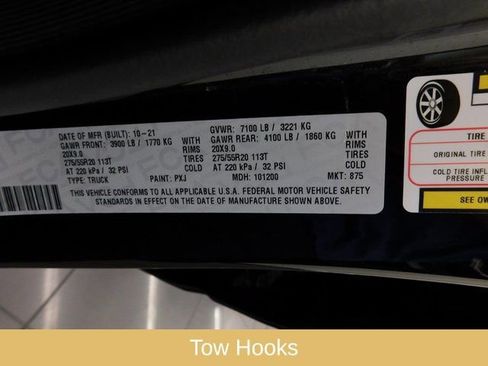 DATE OF MFR (BUILT): 10-21 GVWR: 7100 LB / 3221 KG
GAWR FRONT: 3900 LB / 1770 KG WITH GAWR REAR: 4100 LB / 1860 KG WITH
20X9.0 RIMS 20X9.0 RIMS
275/55R20 113T TIRES 275/55R20 113T TIRES
AT 220 kPa / 32 PSI COLD AT 220 kPa / 32 PSI COLD
TYPE: TRUCK PAINT: PXJ MDH: 101200 MKT: 875
THIS VEHICLE CONFORMS TO ALL APPLICABLE U.S.A. FEDERAL MOTOR VEHICLE SAFETY
STANDARDS IN EFFECT ON THE DATE OF MANUFACTURE SHOWN ABOVE.
TIRE
ORIGINAL TIRE
COLD TIRE INFL
PRESSURE
SEE OW
Tow Hooks